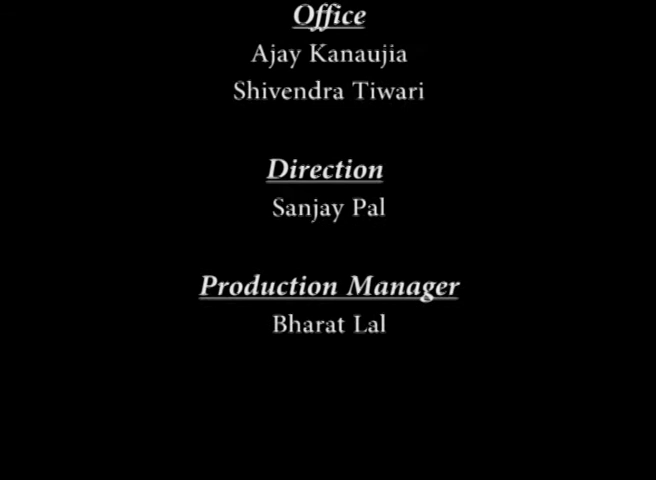 Office
Ajay Kanaujia
Shivendra Tiwari
Direction
Sanjay Pal
Production Manager
Bharat Lal